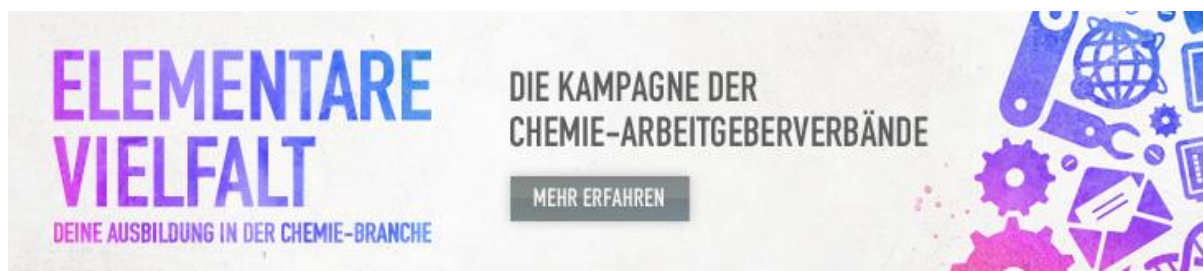 ELEMENTARE
VIELFALT
DEINE AUSBILDUNG IN DER CHEMIE-BRANCHE
DIE KAMPAGNE DER
CHEMIE-ARBEITGEBERVERBÄNDE
MEHR ERFAHREN